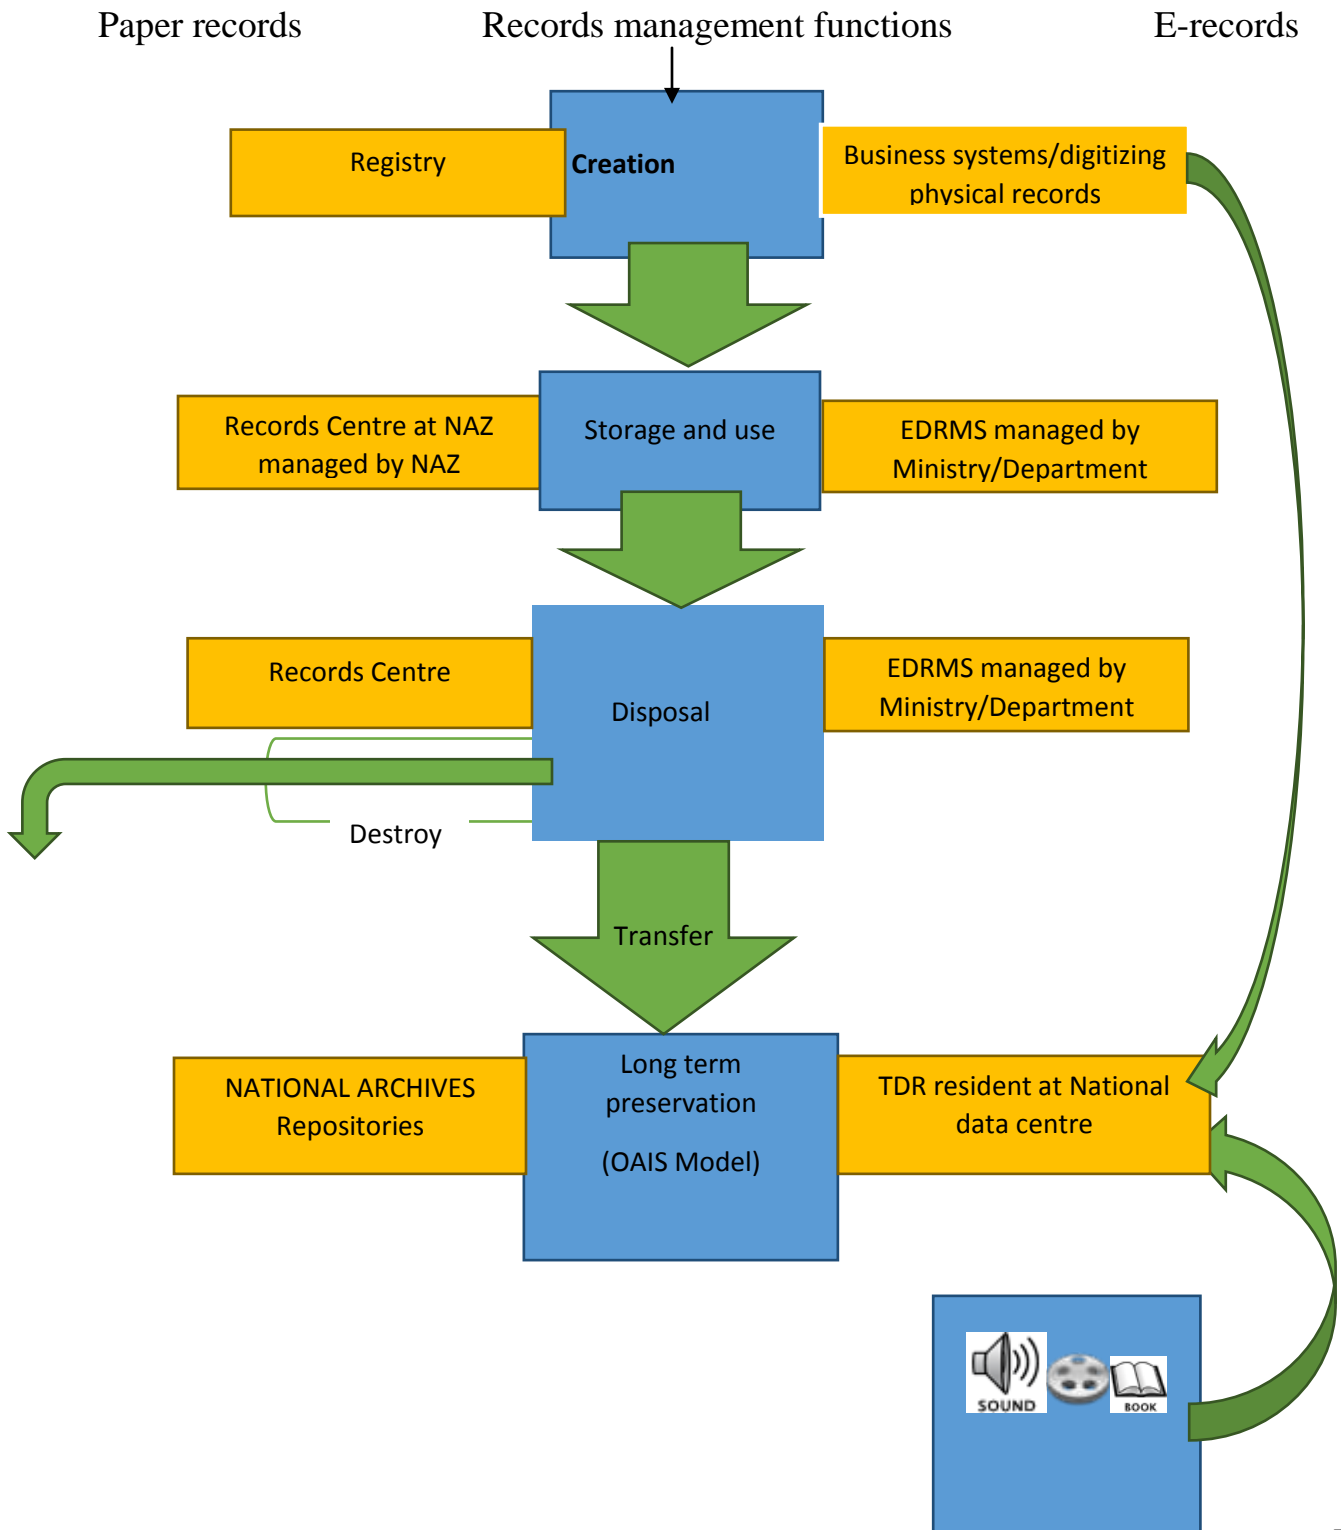 Paper records
Records management functions
E-records
Registry
Creation
Business systems/digitizing
physical records
Records Centre at NAZ
managed by NAZ
Storage and use
EDRMS managed by
Ministry/Department
Records Centre
Disposal
EDRMS managed by
Ministry/Department
Destroy
Transfer
NATIONAL ARCHIVES
Repositories
Long term
preservation
(OAIS Model)
TDR resident at National
data centre
SOUND
BOOK